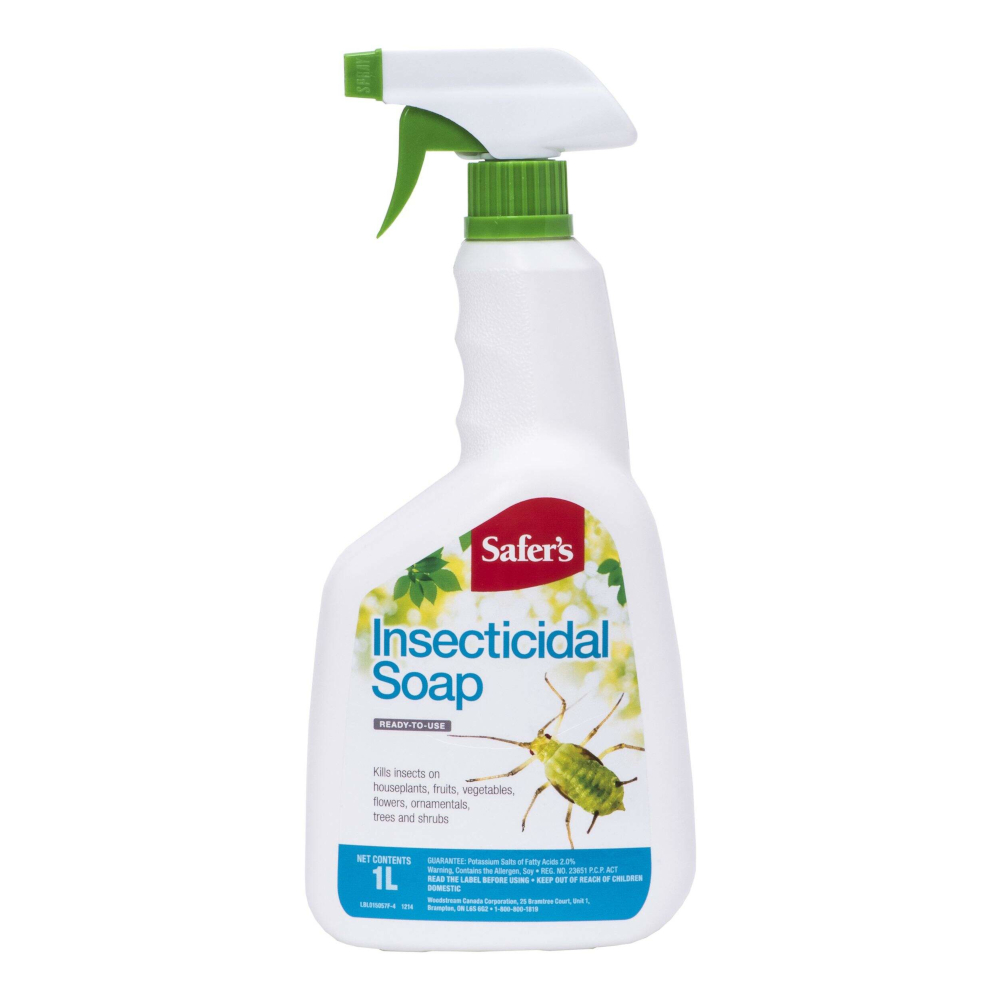 SPRAY
Safer's
Insecticidal
Soap
READY-TO-USE
Kills insects on
houseplants, fruits, vegetables,
flowers, ornamentals,
trees and shrubs
NET CONTENTS
1L
LBL015057F-4 1214
GUARANTEE: Potassium Salts of Fatty Acids 2.0%
Warning, Contains the Allergen, Soy • REG. NO. 23651 P.C.P. ACT
READ THE LABEL BEFORE USING • KEEP OUT OF REACH OF CHILDREN
DOMESTIC
Woodstream Canada Corporation, 25 Bramtree Court, Unit 1,
Brampton, ON L6S 6G2 • 1-800-800-1819